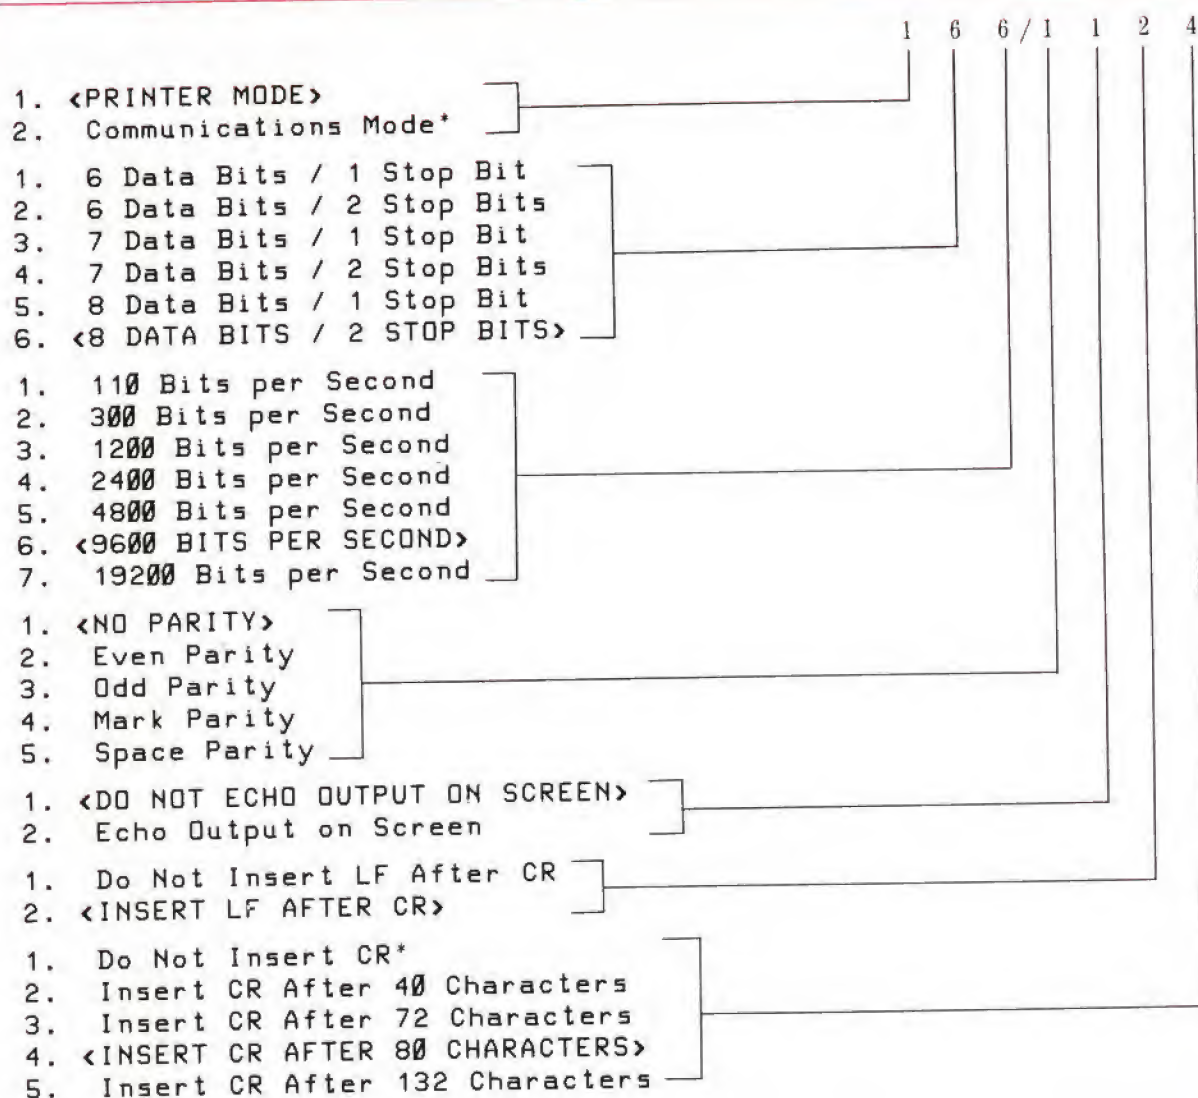 1 6 6 / 1 1 2 4
1. <PRINTER MODE>
2. Communications Mode*
1. 6 Data Bits / 1 Stop Bit
2. 6 Data Bits / 2 Stop Bits
3. 7 Data Bits / 1 Stop Bit
4. 7 Data Bits / 2 Stop Bits
5. 8 Data Bits / 1 Stop Bit
6. <8 DATA BITS / 2 STOP BITS>
1. 110 Bits per Second
2. 300 Bits per Second
3. 1200 Bits per Second
4. 2400 Bits per Second
5. 4800 Bits per Second
6. <9600 BITS PER SECOND>
7. 19200 Bits per Second
1. <NO PARITY>
2. Even Parity
3. Odd Parity
4. Mark Parity
5. Space Parity
1. <DO NOT ECHO OUTPUT ON SCREEN>
2. Echo Output on Screen
1. Do Not Insert LF After CR
2. <INSERT LF AFTER CR>
1. Do Not Insert CR*
2. Insert CR After 40 Characters
3. Insert CR After 72 Characters
4. <INSERT CR AFTER 80 CHARACTERS>
5. Insert CR After 132 Characters